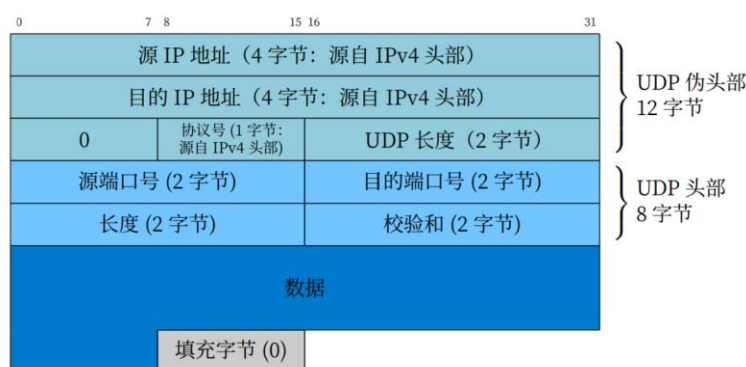 0 7 8 15 16 31
源 IP 地址（4 字节：源自 IPv4 头部）
目的 IP 地址（4 字节：源自 IPv4 头部）
UDP 伪头部
12 字节
0
协议号 (1 字节:
源自 IPv4 头部)
UDP 长度（2 字节）
源端口号 (2 字节)
目的端口号 (2 字节)
UDP 头部
8 字节
长度 (2 字节)
校验和 (2 字节)
数据
填充字节 (0)